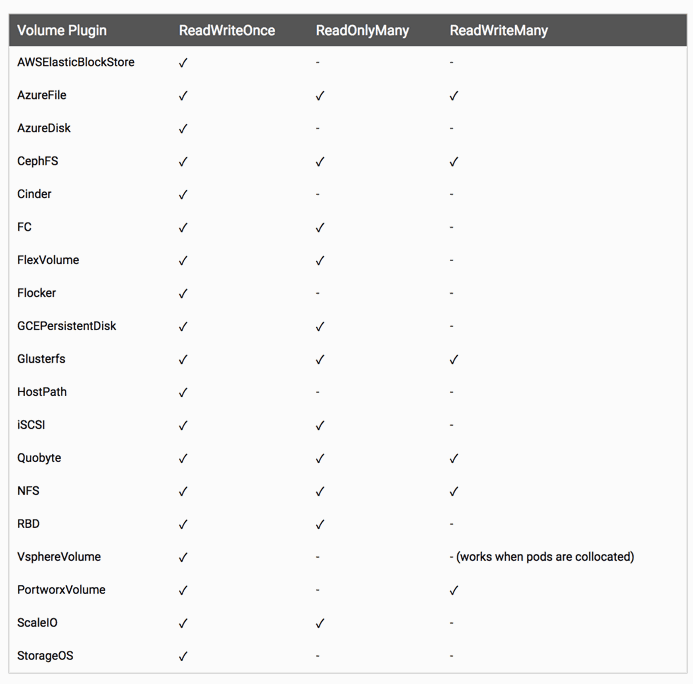 Volume Plugin ReadWriteOnce ReadOnlyMany ReadWriteMany
AWSElasticBlockStore ✓ - -
AzureFile ✓ ✓ ✓
AzureDisk ✓ - -
CephFS ✓ ✓ ✓
Cinder ✓ - -
FC ✓ ✓ -
FlexVolume ✓ ✓ -
Flocker ✓ - -
GCEPersistentDisk ✓ ✓ -
Glusterfs ✓ ✓ ✓
HostPath ✓ - -
iSCSI ✓ ✓ -
Quobyte ✓ ✓ ✓
NFS ✓ ✓ ✓
RBD ✓ ✓ -
VsphereVolume ✓ - - (works when pods are collocated)
PortworxVolume ✓ - ✓
ScaleIO ✓ ✓ -
StorageOS ✓ - -